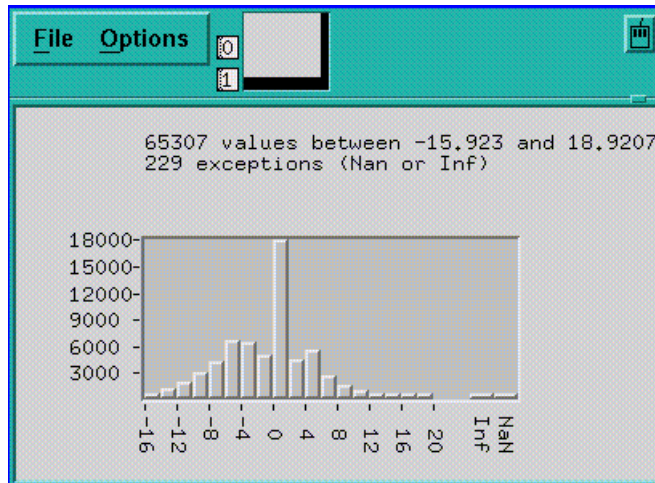 File Options
0
1
65307 values between -15.923 and 18.9207
229 exceptions (Nan or Inf)
18000
15000
12000
9000
6000
3000
-16 -12 -8 -4 0 4 8 12 16 20 Inf NaN